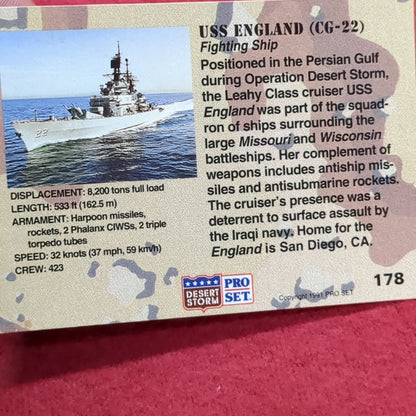 USS ENGLAND (CG-22)
Fighting Ship
Positioned in the Persian Gulf
during Operation Desert Storm,
the Leahy Class cruiser USS
England was part of the squad-
ron of ships surrounding the
large Missouri and Wisconsin
battleships. Her complement of
weapons includes antiship mis-
siles and antisubmarine rockets.
The cruiser's presence was a
deterrent to surface assault by
the Iraqi navy. Home for the
England is San Diego, CA.
22
DISPLACEMENT: 8,200 tons full load
LENGTH: 533 ft (162.5 m)
ARMAMENT: Harpoon missiles,
rockets, 2 Phalanx CIWSs, 2 triple
torpedo tubes
SPEED: 32 knots (37 mph, 59 km/h)
CREW: 423
DESERT
STORM
PRO
SET
178
Copyright 1991 PRO SET